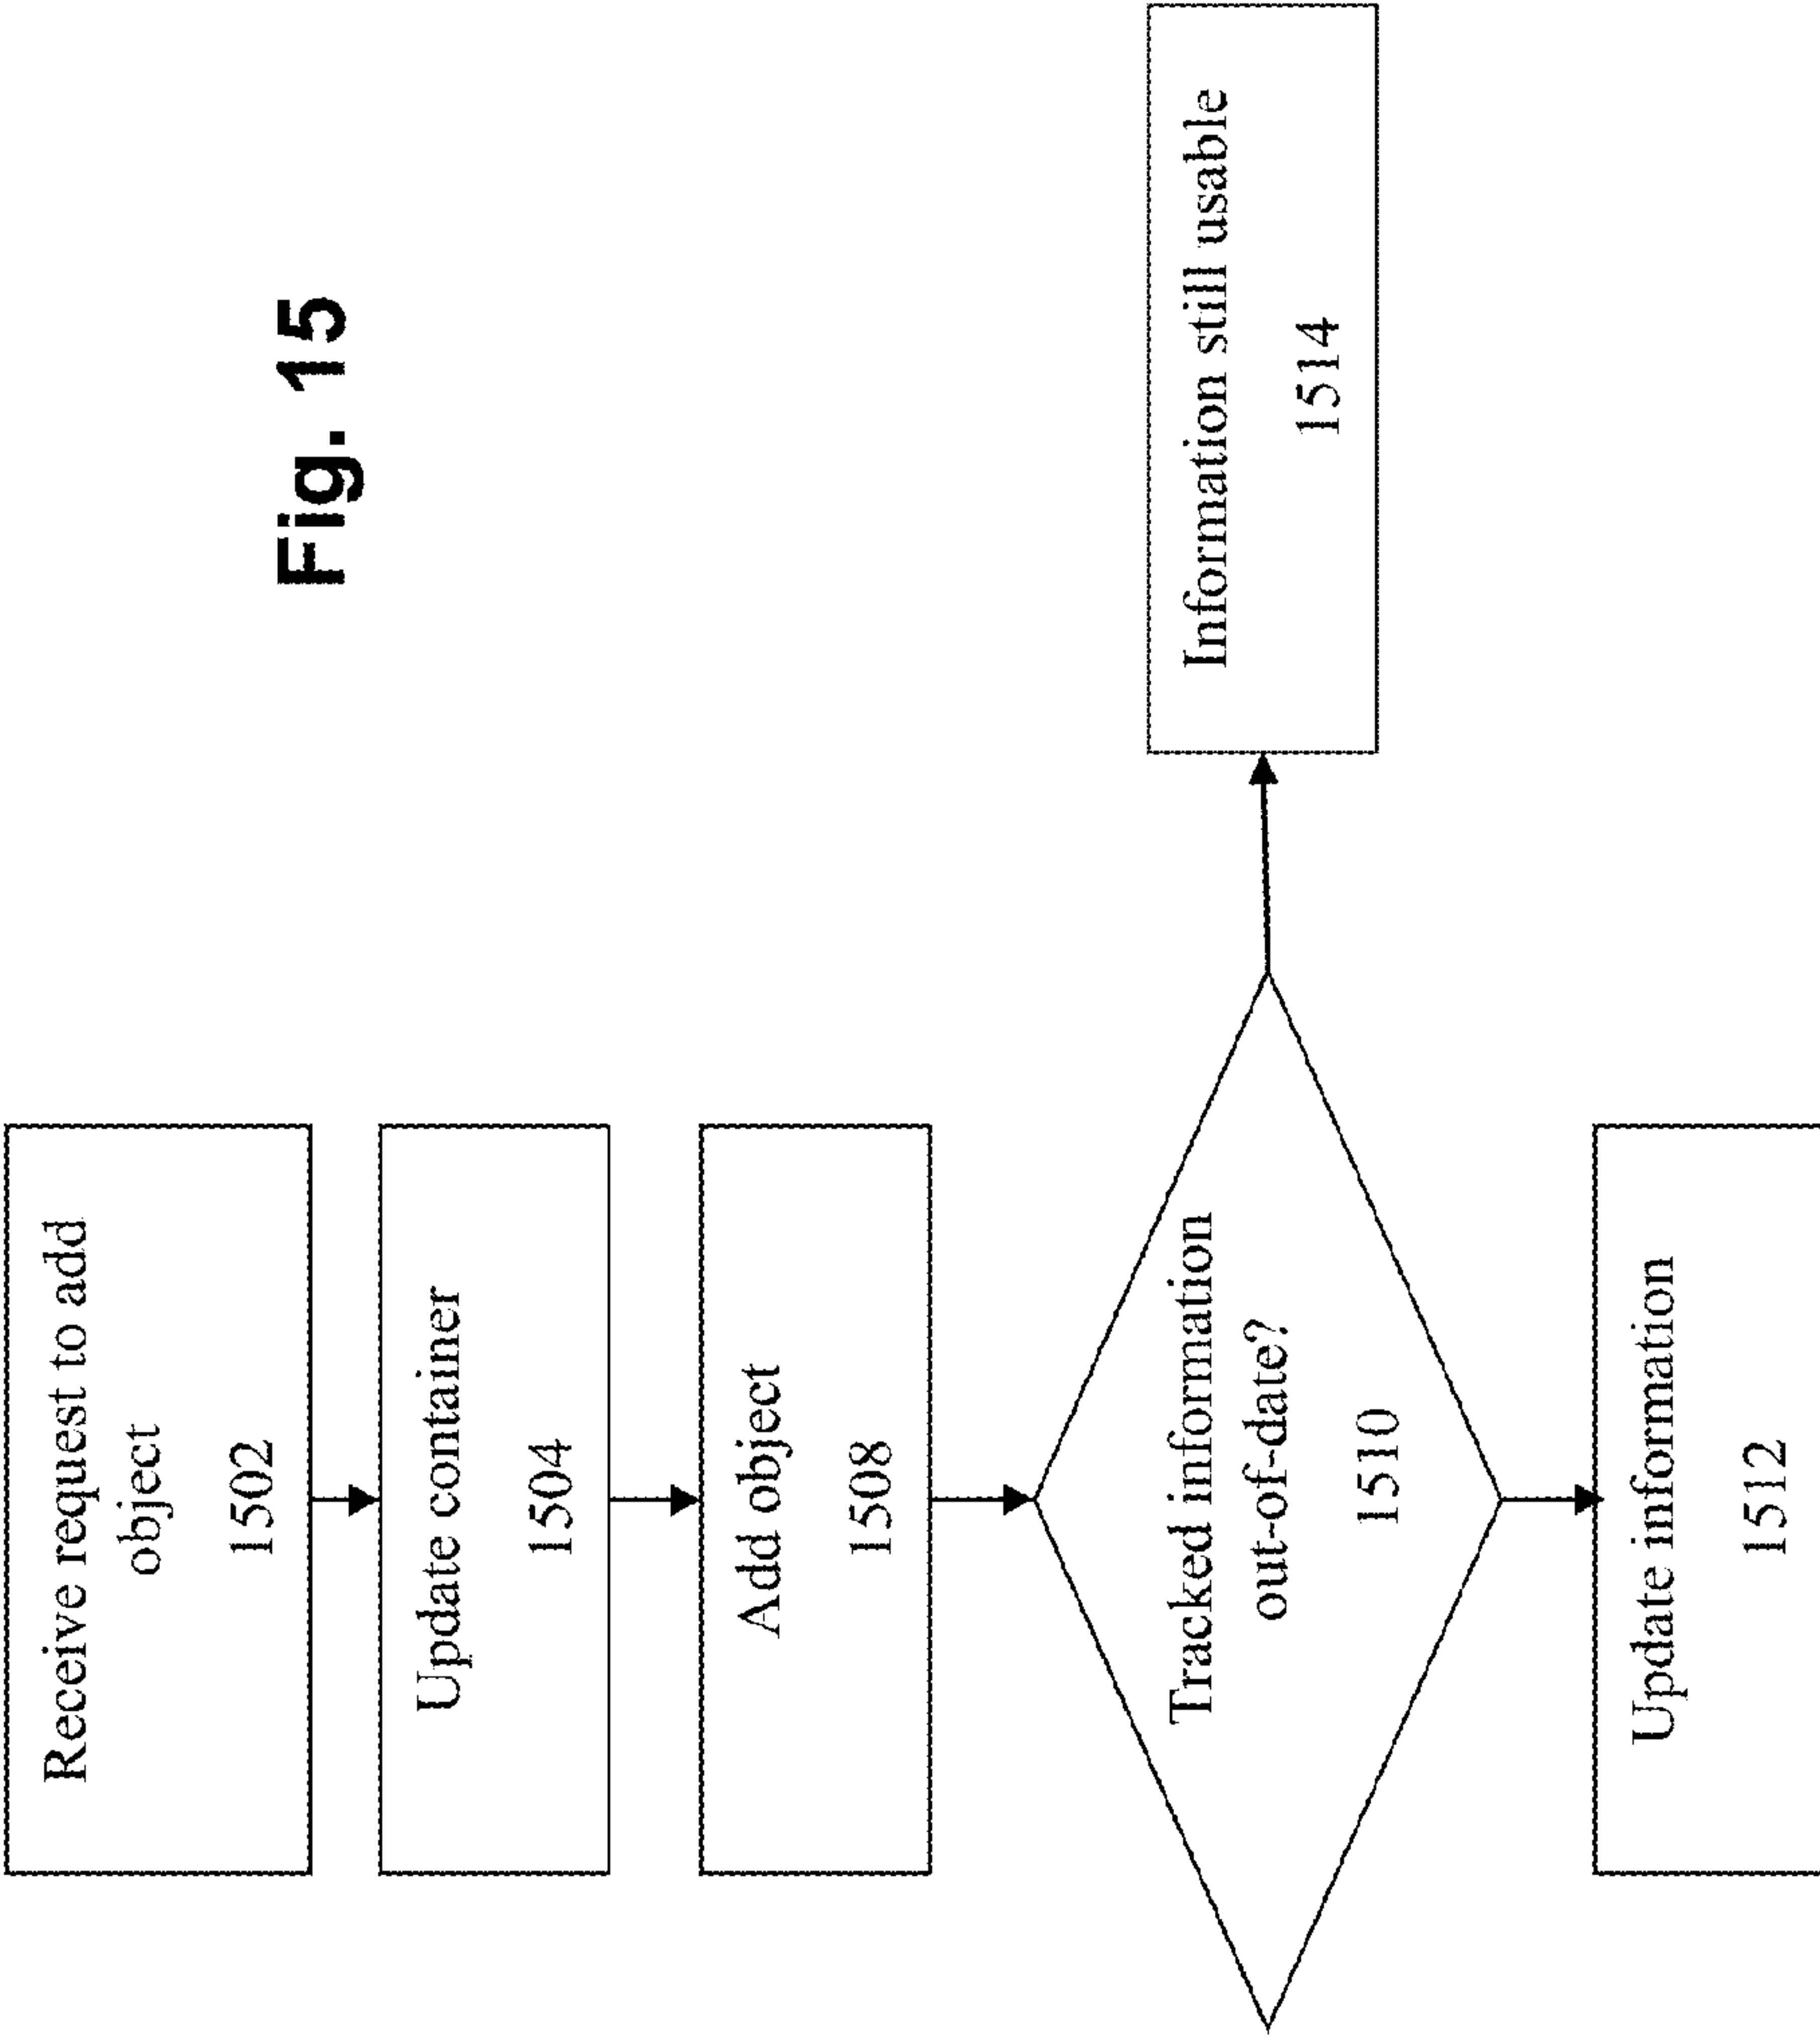 Fig. 15
Receive request to add
object
1502
Update container
1504
Add object
1508
Tracked information
out-of-date?
1510
Information still usable
1514
Update information
1512